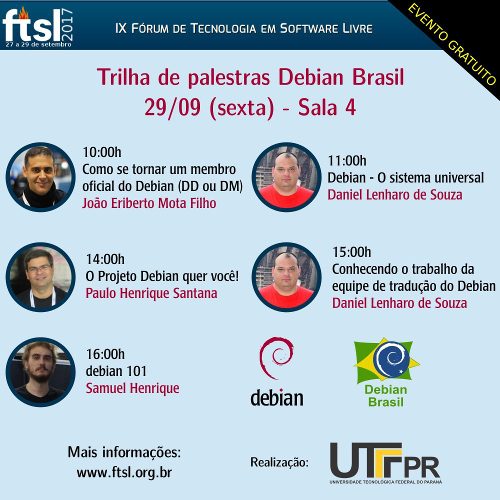 ftsl
2017
27 a 29 de setembro
IX Fórum de Tecnologia em Software Livre
EVENTO GRATUITO
Trilha de palestras Debian Brasil
29/09 (sexta) - Sala 4
10:00h
Como se tornar um membro
oficial do Debian (DD ou DM)
João Eriberto Mota Filho
11:00h
Debian - O sistema universal
Daniel Lenharo de Souza
14:00h
O Projeto Debian quer você!
Paulo Henrique Santana
15:00h
Conhecendo o trabalho da
equipe de tradução do Debian
Daniel Lenharo de Souza
16:00h
debian 101
Samuel Henrique
debian
Debian
Brasil
Mais informações:
www.ftsl.org.br
Realização:
UTFPR
UNIVERSIDADE TECNOLÓGICA FEDERAL DO PARANÁ